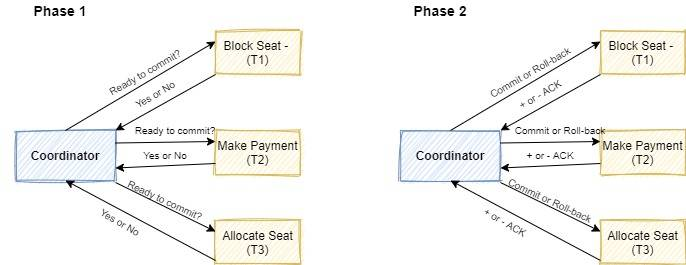 Phase 1
Block Seat -
(T1)
Ready to commit?
Yes or No
Coordinator
Ready to commit?
Yes or No
Make Payment
(T2)
Ready to commit?
Yes or No
Allocate Seat
(T3)
Phase 2
Block Seat -
(T1)
Commit or Roll-back
+ or - ACK
Coordinator
Commit or Roll-back
+ or - ACK
Make Payment
(T2)
Commit or Roll-back
+ or - ACK
Allocate Seat
(T3)